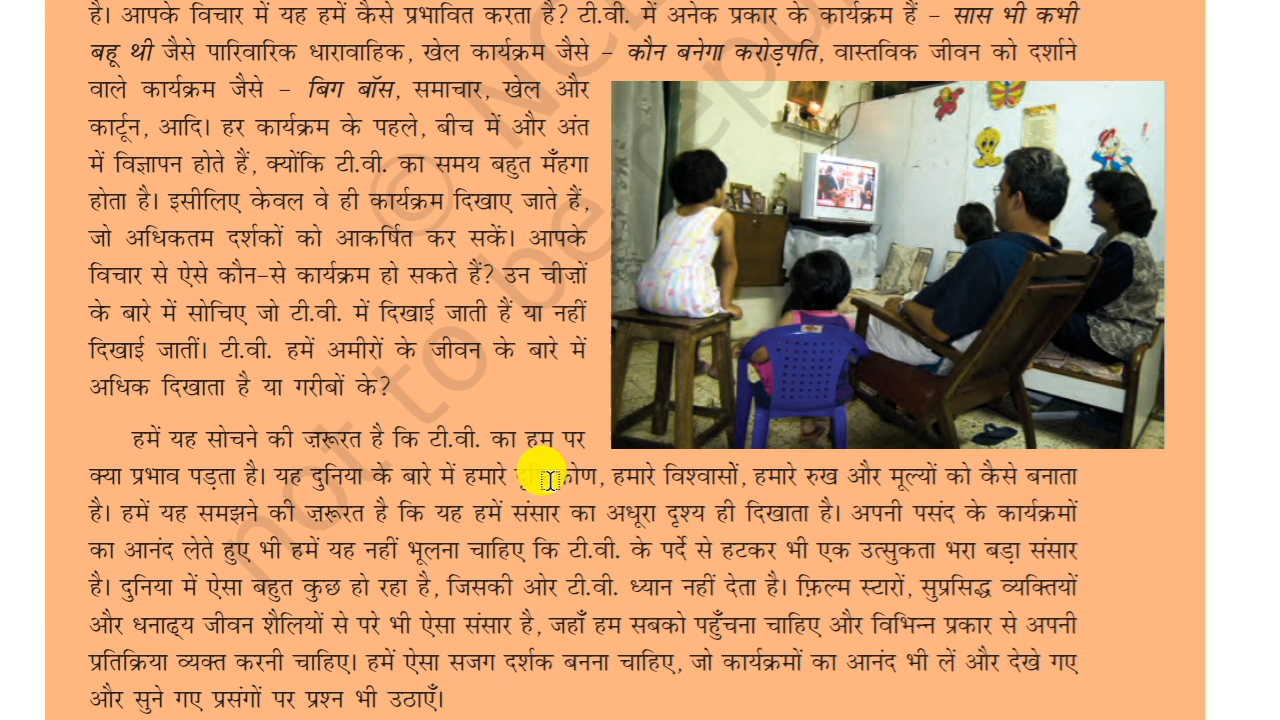 है। आपके विचार में यह हमें कैसे प्रभावित करता है? टी.वी. में अनेक प्रकार के कार्यक्रम हैं – सास भी कभी
बहू थी जैसे पारिवारिक धारावाहिक, खेल कार्यक्रम जैसे – कौन बनेगा करोड़पति, वास्तविक जीवन को दर्शाने
वाले कार्यक्रम जैसे – बिग बॉस, समाचार, खेल और
कार्टून, आदि। हर कार्यक्रम के पहले, बीच में और अंत
में विज्ञापन होते हैं, क्योंकि टी.वी. का समय बहुत मँहगा
होता है। इसीलिए केवल वे ही कार्यक्रम दिखाए जाते हैं,
जो अधिकतम दर्शकों को आकर्षित कर सकें। आपके
विचार से ऐसे कौन–से कार्यक्रम हो सकते हैं? उन चीज़ों
के बारे में सोचिए जो टी.वी. में दिखाई जाती हैं या नहीं
दिखाई जातीं। टी.वी. हमें अमीरों के जीवन के बारे में
अधिक दिखाता है या गरीबों के?
हमें यह सोचने की ज़रूरत है कि टी.वी. का हम पर
क्या प्रभाव पड़ता है। यह दुनिया के बारे में हमारे हमारे विश्वासों, हमारे रुख और मूल्यों को कैसे बनाता
है। हमें यह समझने की ज़रूरत है कि यह हमें संसार का अधूरा दृश्य ही दिखाता है। अपनी पसंद के कार्यक्रमों
का आनंद लेते हुए भी हमें यह नहीं भूलना चाहिए कि टी.वी. के पर्दे से हटकर भी एक उत्सुकता भरा बड़ा संसार
है। दुनिया में ऐसा बहुत कुछ हो रहा है, जिसकी ओर टी.वी. ध्यान नहीं देता है। फ़िल्म स्टारों, सुप्रसिद्ध व्यक्तियों
और धनाढ्य जीवन शैलियों से परे भी ऐसा संसार है, जहाँ हम सबको पहुँचना चाहिए और विभिन्न प्रकार से अपनी
प्रतिक्रिया व्यक्त करनी चाहिए। हमें ऐसा सजग दर्शक बनना चाहिए, जो कार्यक्रमों का आनंद भी लें और देखे गए
और सुने गए प्रसंगों पर प्रश्न भी उठाएँ।
not to be repu